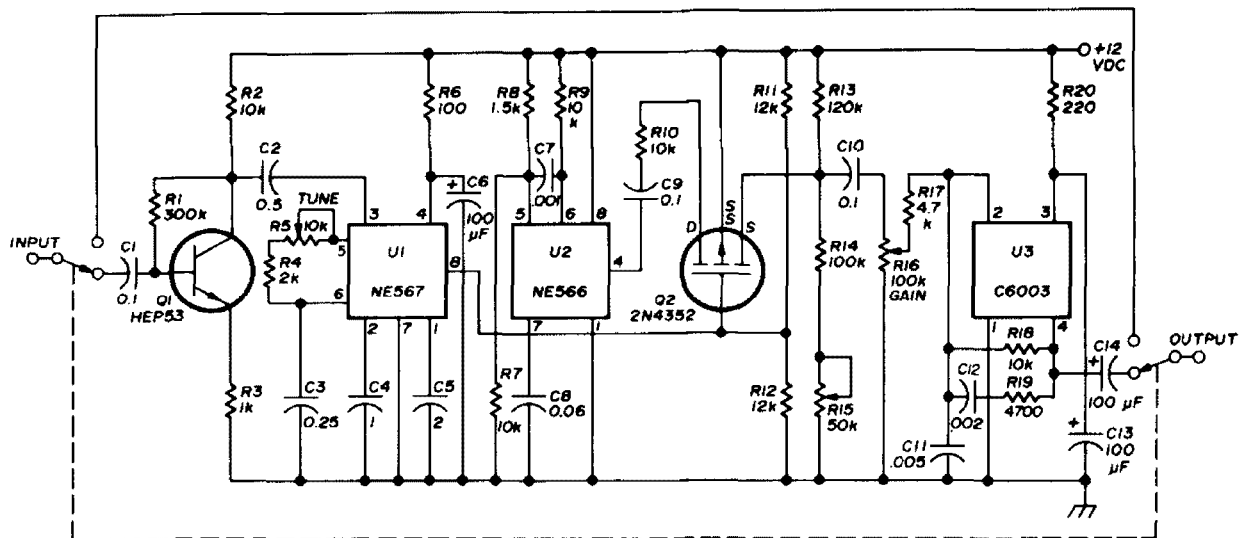 +12
VDC
R2
10k
R6
100
R8
1.5k
R9
10
k
R11
12k
R13
120k
R20
220
R10
10k
C2
0.5
C7
.001
C6
+
100
µF
C9
0.1
C10
0.1
R1
300k
TUNE
R5
10k
R17
4.7
k
INPUT
C1
0.1
Q1
HEP53
R4
2k
3
4
5
6
8
U1
NE567
2
7
1
5
6
8
U2
NE566
4
7
1
D
S
S
S
Q2
2N4352
R14
100k
R16
100k
GAIN
2
3
U3
C6003
1
4
R18
10k
R19
4700
C14
+
100 µF
OUTPUT
R3
1k
C3
0.25
C4
1
C5
2
R7
10k
C8
0.06
R12
12k
R15
50k
C12
.002
C11
.005
C13
+
100
µF